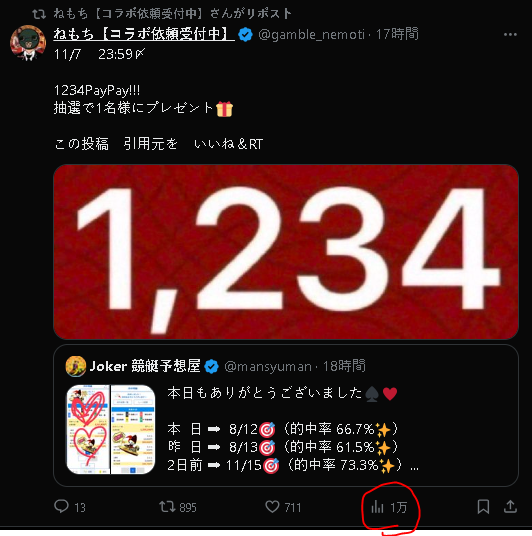 ねもち【コラボ依頼受付中】さんがリポスト
ねもち【コラボ依頼受付中】 @gamble_nemoti · 17時間
11/7 23:59〆
1234PayPay!!!
抽選で1名様にプレゼント🎁
この投稿 引用元を いいね＆RT
1,234
Joker 競艇予想屋 @mansyuman · 18時間
本日もありがとうございました♠️♥️
本 日 ➡ 8/12🎯（的中率 66.7%✨）
昨 日 ➡ 8/13🎯（的中率 61.5%✨）
2日前 ➡ 11/15🎯（的中率 73.3%✨）...
13 895 711 1万